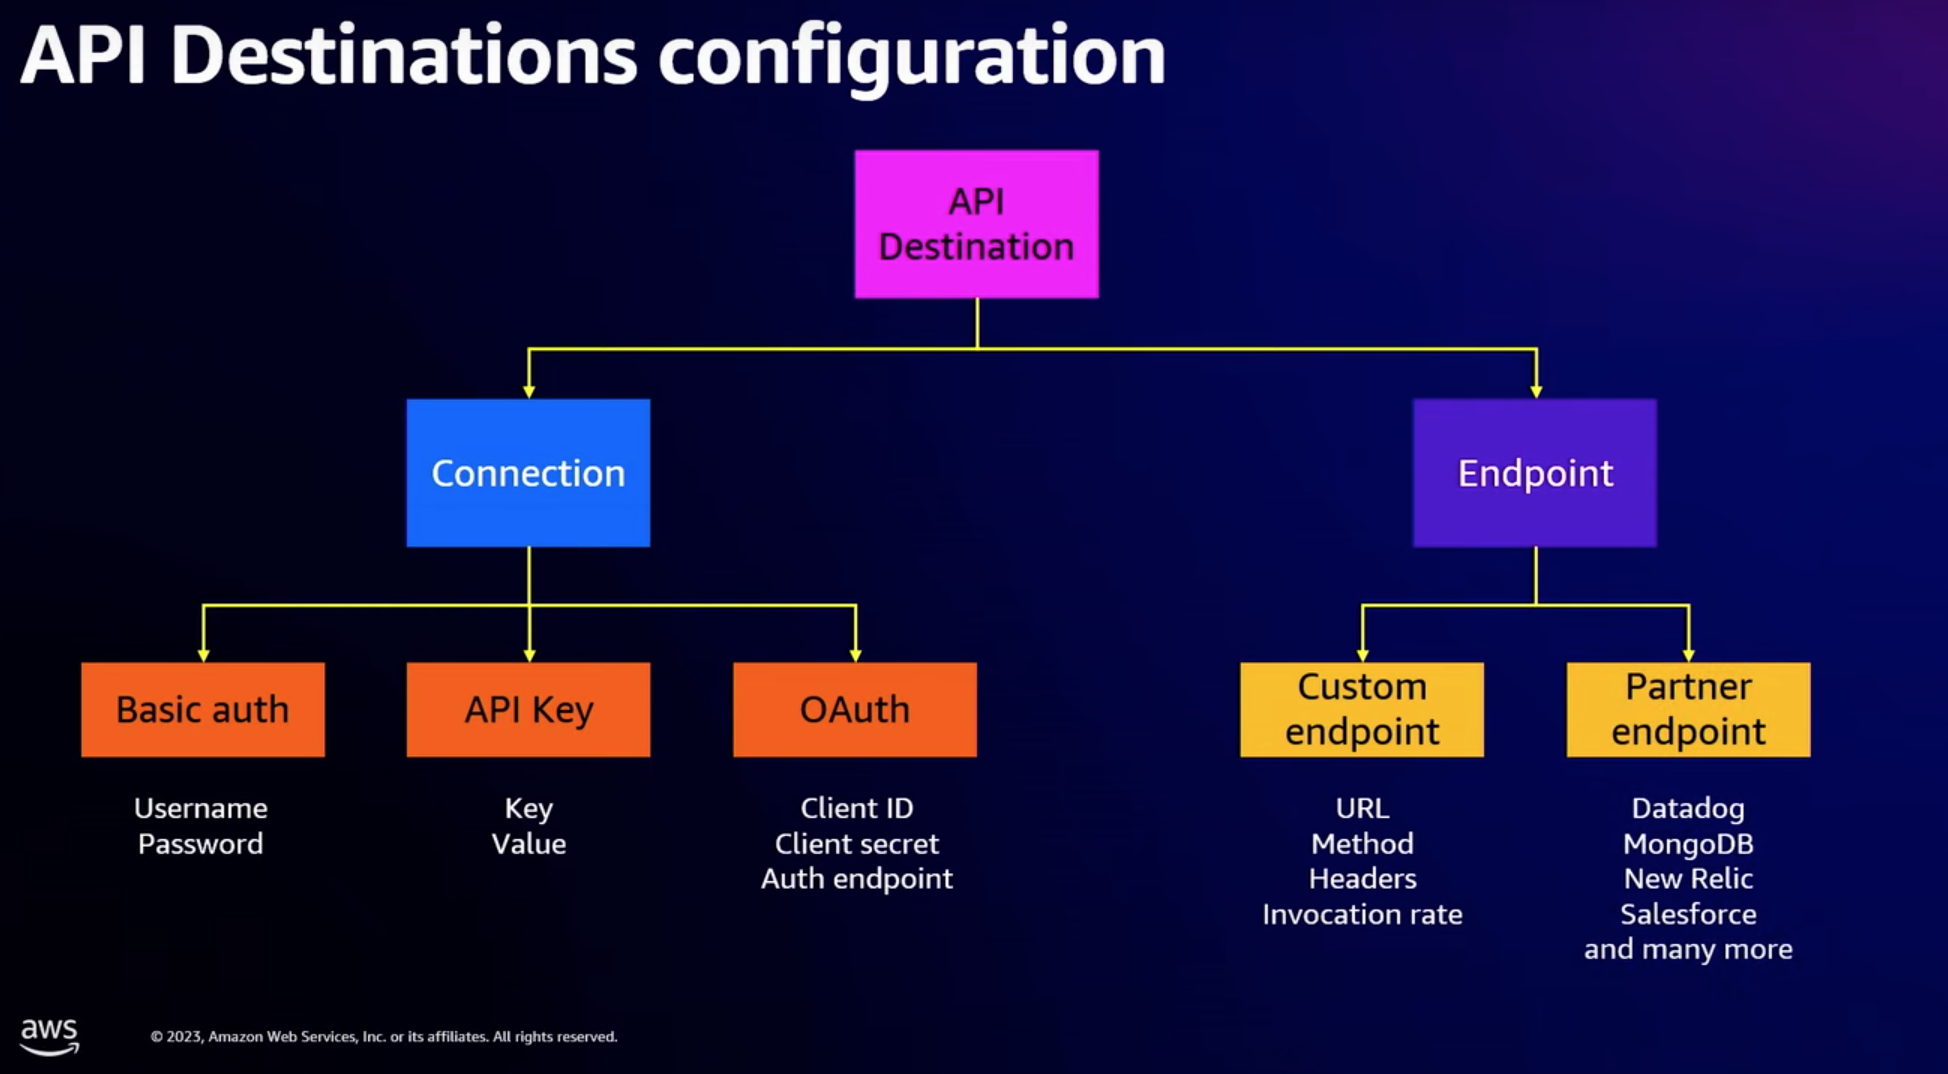 API Destinations configuration
API
Destination
Connection
Endpoint
Basic auth
API Key
OAuth
Custom
endpoint
Partner
endpoint
Username
Password
Key
Value
Client ID
Client secret
Auth endpoint
URL
Method
Headers
Invocation rate
Datadog
MongoDB
New Relic
Salesforce
and many more
aws
© 2023, Amazon Web Services, Inc. or its affiliates. All rights reserved.